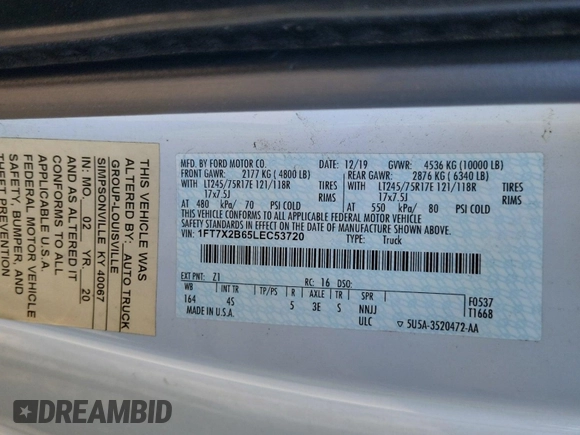 THIS VEHICLE WAS
ALTERED BY: AUTO TRUCK
GROUP-LOUISVILLE
SIMPSONVILLE KY 40067
IN: MO. 02 YR. 20
AND AS ALTERED IT
CONFORMS TO ALL
APPLICABLE U.S.A.
FEDERAL MOTOR VEHICLE
SAFETY, BUMPER, AND
THEFT PREVENTION
MFD. BY FORD MOTOR CO. 12/19 GVWR: 4536 KG (10000 LB)
FRONT GAWR: 2177 KG (4800 LB) REAR GAWR: 2876 KG (6340 LB)
WITH LT245/75R17E 121/118R TIRES WITH LT245/75R17E 121/118R TIRES
17x7.5J RIMS 17x7.5J RIMS
AT 480 kPa/ 70 PSI COLD AT 550 kPa/ 80 PSI COLD
THIS VEHICLE CONFORMS TO ALL APPLICABLE FEDERAL MOTOR VEHICLE
SAFETY STANDARDS IN EFFECT ON THE DATE OF MANUFACTURE SHOWN ABOVE.
VIN: 1FT7X2B65LEC53720 TYPE: Truck
EXT PNT: Z1 RC: 16 DSO: F0537
WB INT TR TP/PS R AXLE TR SPR T1668
164 4S 5 3E S NNJJ
MADE IN U.S.A. ULC 5U5A-3520472-AA
DREAMBID